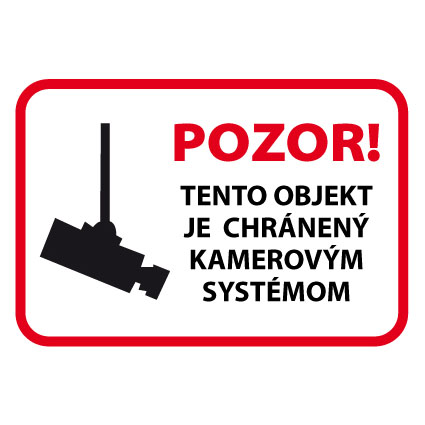 POZOR!
TENTO OBJEKT
JE CHRÁNENÝ
KAMEROVÝM
SYSTÉMOM